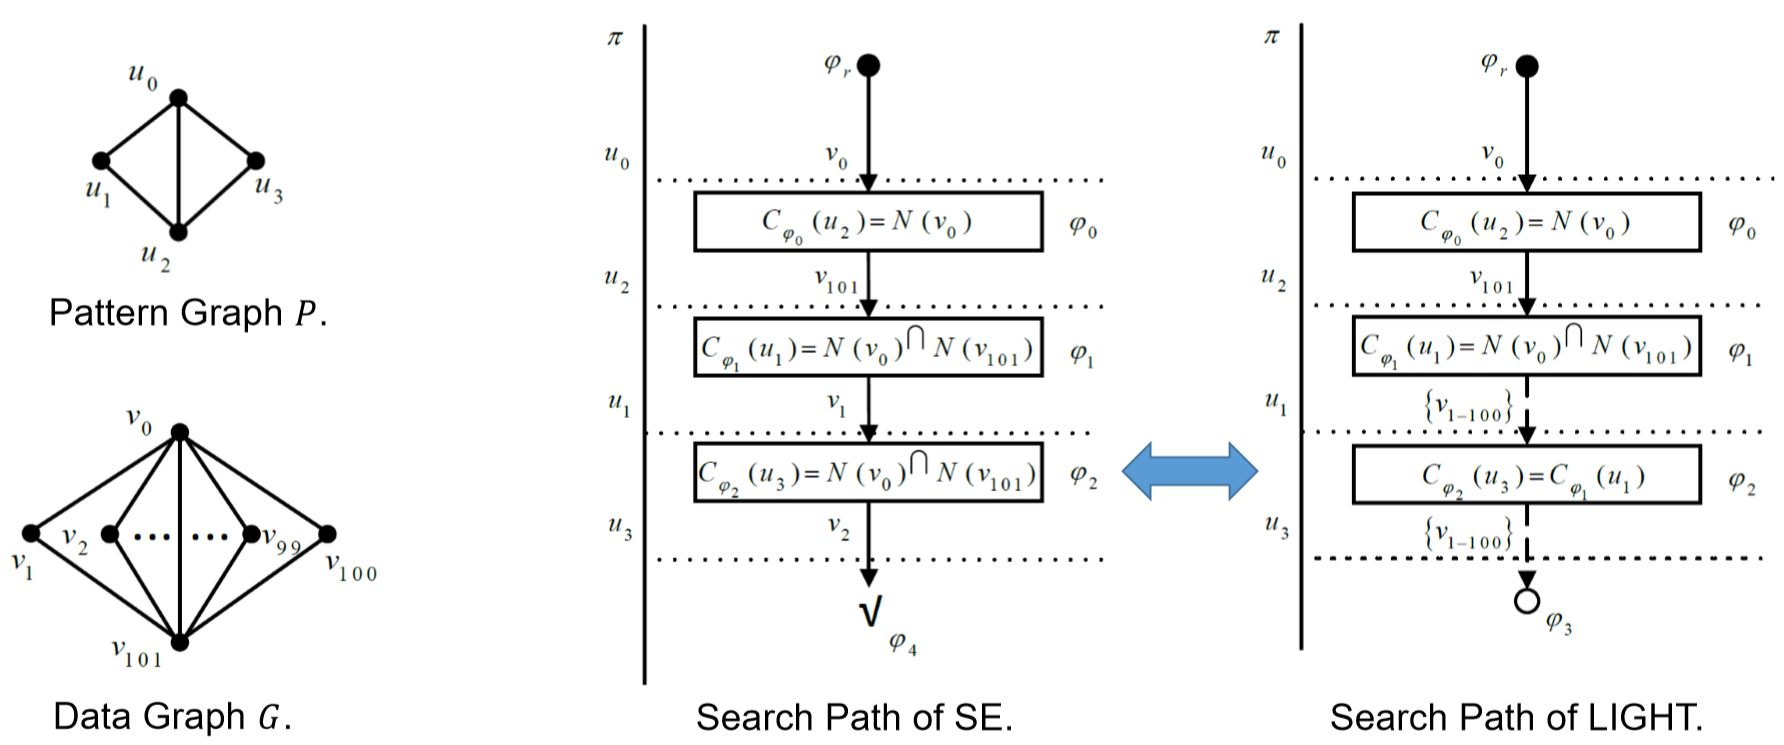 u0
u1
u3
u2
Pattern Graph P.
v0
v1
v2
v99
v100
v101
Data Graph G.
π
φr
u0
v0
Cφ0 (u2)=N (v0)
φ0
u2
v101
Cφ1 (u1)=N (v0)∩N (v101)
φ1
u1
v1
Cφ2 (u3)=N (v0)∩N (v101)
φ2
u3
v2
√
φ4
Search Path of SE.
π
φr
u0
v0
Cφ0 (u2)=N (v0)
φ0
u2
v101
Cφ1 (u1)=N (v0)∩N (v101)
φ1
u1
{v1-100}
Cφ2 (u3)=Cφ1 (u1)
φ2
u3
{v1-100}
φ3
Search Path of LIGHT.